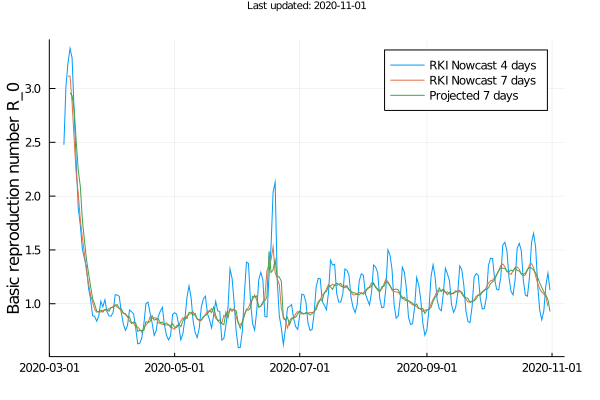 Last updated: 2020-11-01
RKI Nowcast 4 days
RKI Nowcast 7 days
Projected 7 days
Basic reproduction number R_0
3.0
2.5
2.0
1.5
1.0
2020-03-01 2020-05-01 2020-07-01 2020-09-01 2020-11-01